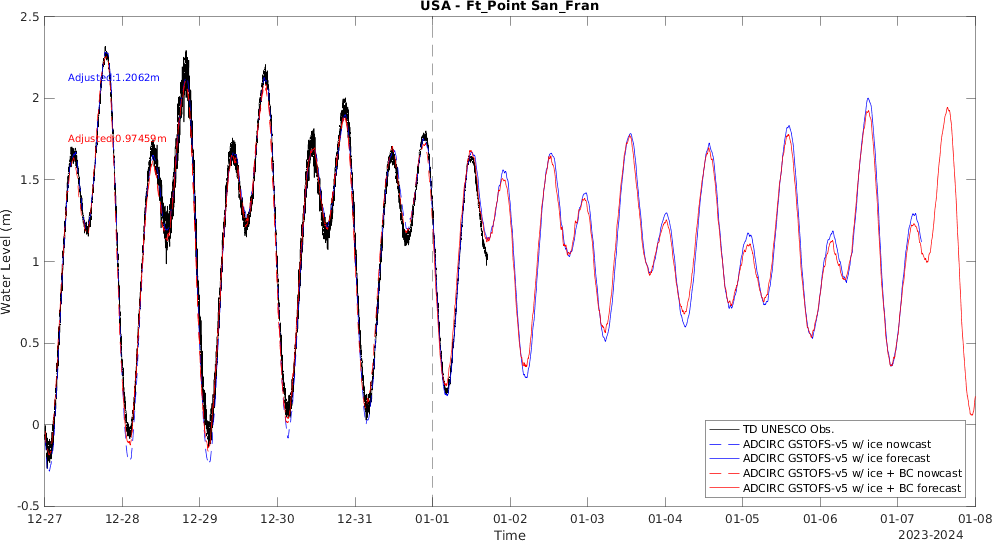 USA - Ft_Point San_Fran
2.5
2
1.5
1
0.5
0
-0.5
Water Level (m)
Adjusted:1.2062m
Adjusted:0.97459m
TD UNESCO Obs.
ADCIRC GSTOFS-v5 w/ ice nowcast
ADCIRC GSTOFS-v5 w/ ice forecast
ADCIRC GSTOFS-v5 w/ ice + BC nowcast
ADCIRC GSTOFS-v5 w/ ice + BC forecast
12-27 12-28 12-29 12-30 12-31 01-01 01-02 01-03 01-04 01-05 01-06 01-07 01-08
Time
2023-2024